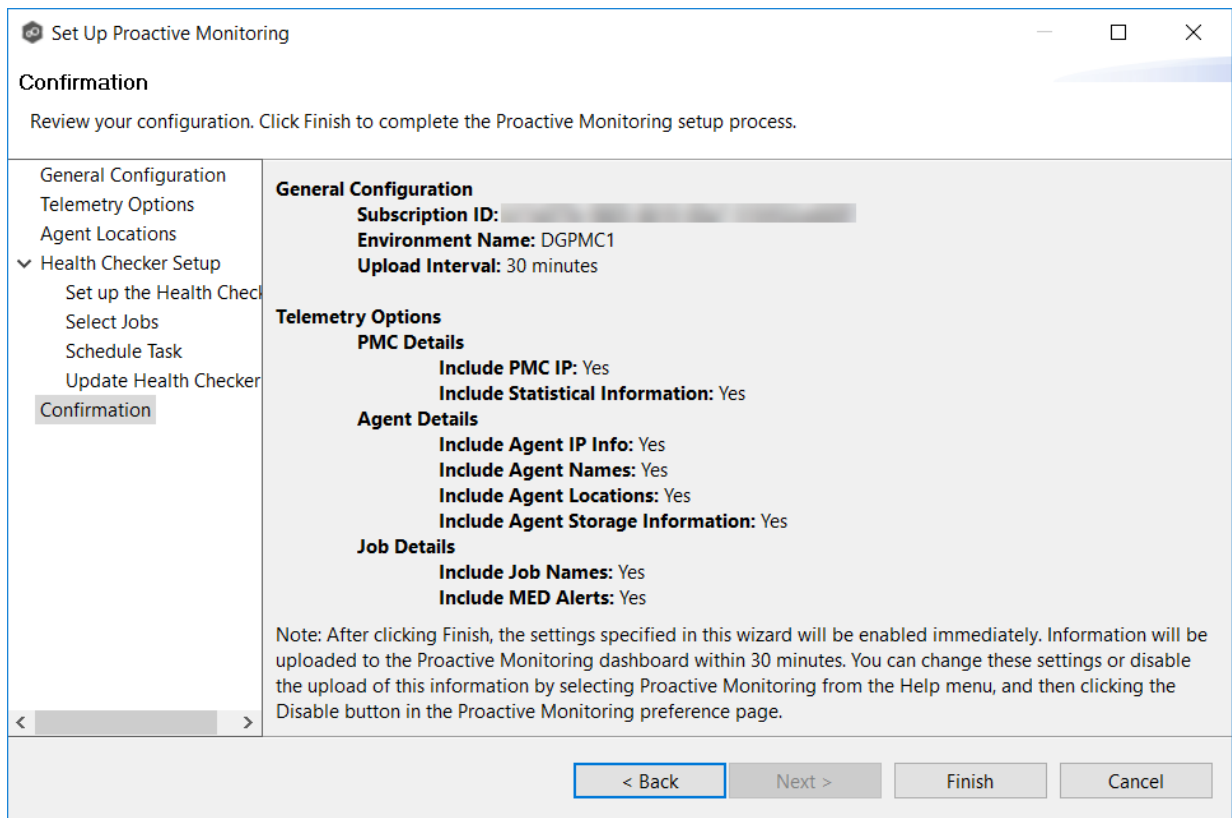 Set Up Proactive Monitoring
Confirmation
Review your configuration. Click Finish to complete the Proactive Monitoring setup process.
General Configuration
Telemetry Options
Agent Locations
Health Checker Setup
Set up the Health Check
Select Jobs
Schedule Task
Update Health Checker
Confirmation
General Configuration
Subscription ID:
Environment Name: DGPMC1
Upload Interval: 30 minutes
Telemetry Options
PMC Details
Include PMC IP: Yes
Include Statistical Information: Yes
Agent Details
Include Agent IP Info: Yes
Include Agent Names: Yes
Include Agent Locations: Yes
Include Agent Storage Information: Yes
Job Details
Include Job Names: Yes
Include MED Alerts: Yes
Note: After clicking Finish, the settings specified in this wizard will be enabled immediately. Information will be
uploaded to the Proactive Monitoring dashboard within 30 minutes. You can change these settings or disable
the upload of this information by selecting Proactive Monitoring from the Help menu, and then clicking the
Disable button in the Proactive Monitoring preference page.
< Back Next > Finish Cancel